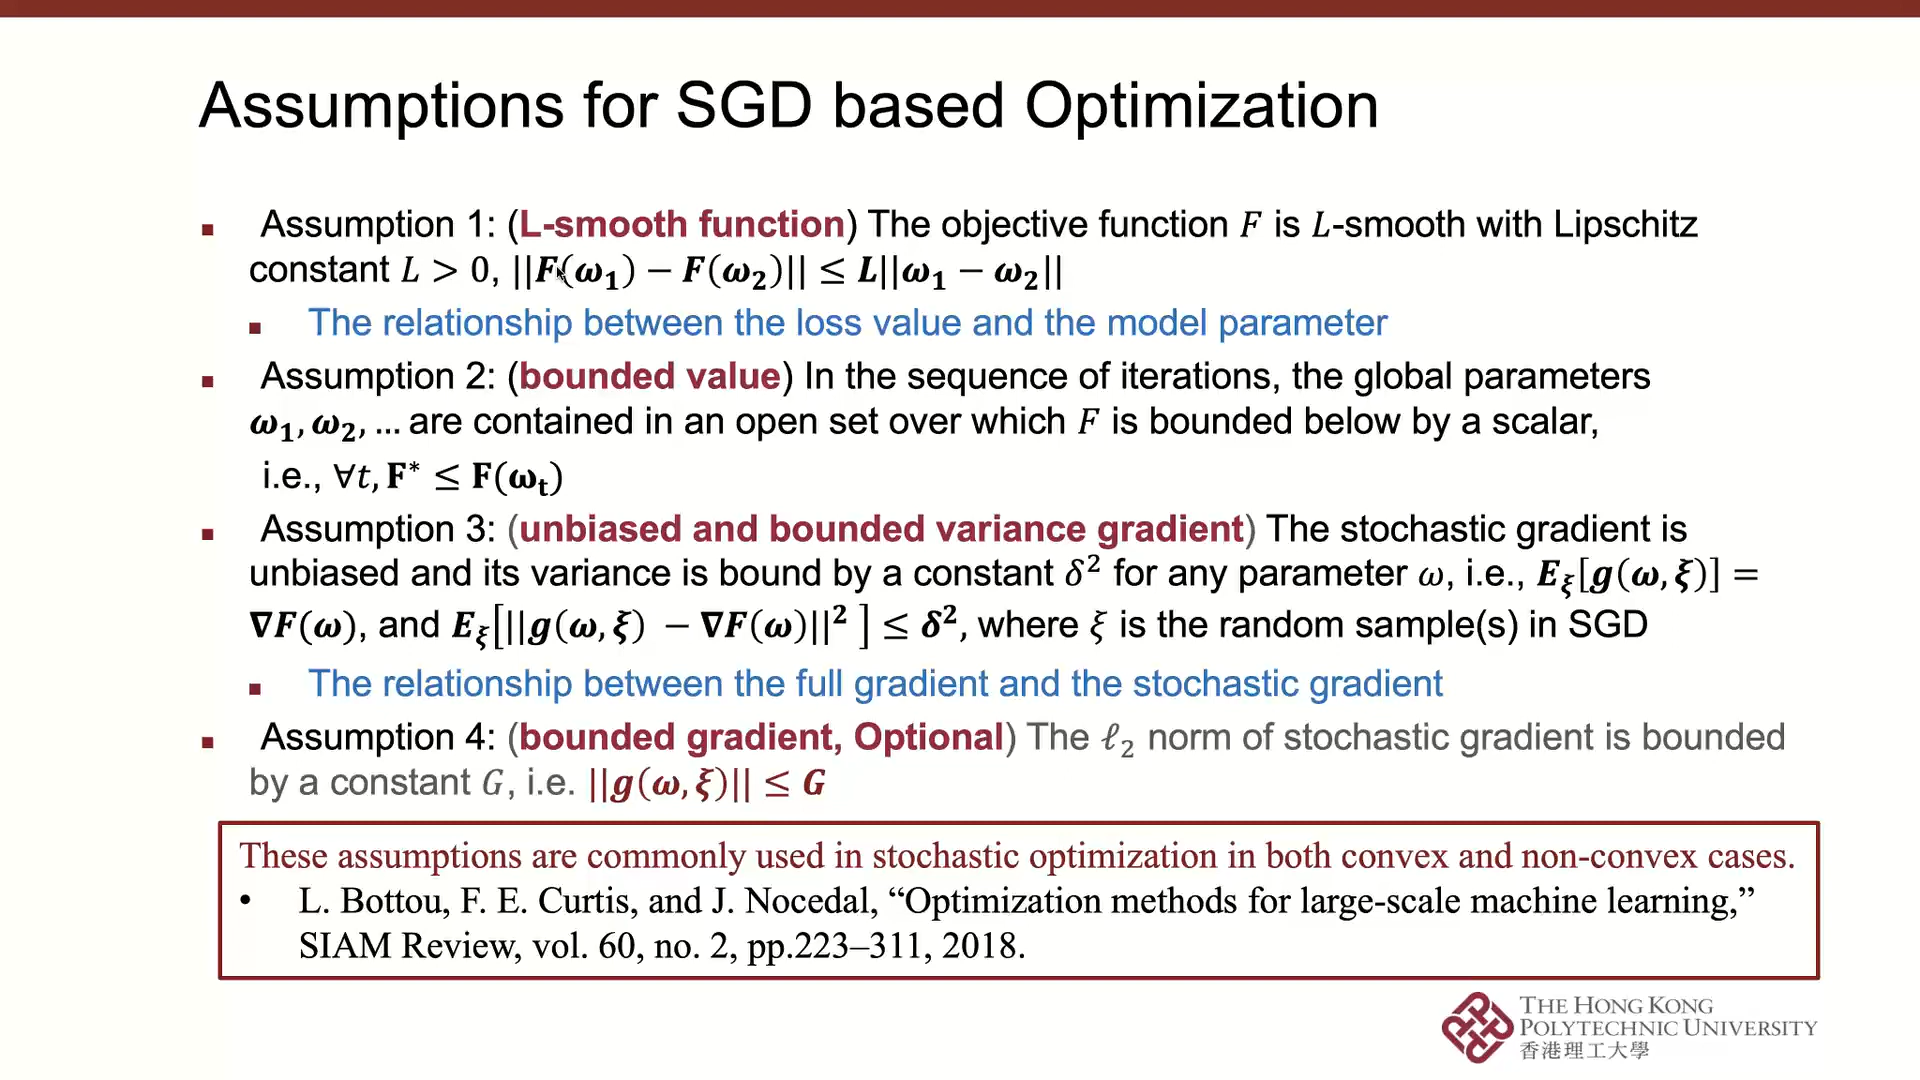 Assumptions for SGD based Optimization
▪ Assumption 1: (L-smooth function) The objective function F is L-smooth with Lipschitz
constant L > 0, ||F(ω₁) − F(ω₂)|| ≤ L||ω₁ − ω₂||
▪ The relationship between the loss value and the model parameter
▪ Assumption 2: (bounded value) In the sequence of iterations, the global parameters
ω₁, ω₂, … are contained in an open set over which F is bounded below by a scalar,
i.e., ∀t, F* ≤ F(ωₜ)
▪ Assumption 3: (unbiased and bounded variance gradient) The stochastic gradient is
unbiased and its variance is bound by a constant δ² for any parameter ω, i.e., E_ξ[g(ω, ξ)] =
∇F(ω), and E_ξ[||g(ω, ξ) − ∇F(ω)||² ] ≤ δ², where ξ is the random sample(s) in SGD
▪ The relationship between the full gradient and the stochastic gradient
▪ Assumption 4: (bounded gradient, Optional) The ℓ₂ norm of stochastic gradient is bounded
by a constant G, i.e. ||g(ω, ξ)|| ≤ G
These assumptions are commonly used in stochastic optimization in both convex and non-convex cases.
• L. Bottou, F. E. Curtis, and J. Nocedal, “Optimization methods for large-scale machine learning,”
SIAM Review, vol. 60, no. 2, pp.223–311, 2018.
THE HONG KONG
POLYTECHNIC UNIVERSITY
香港理工大學